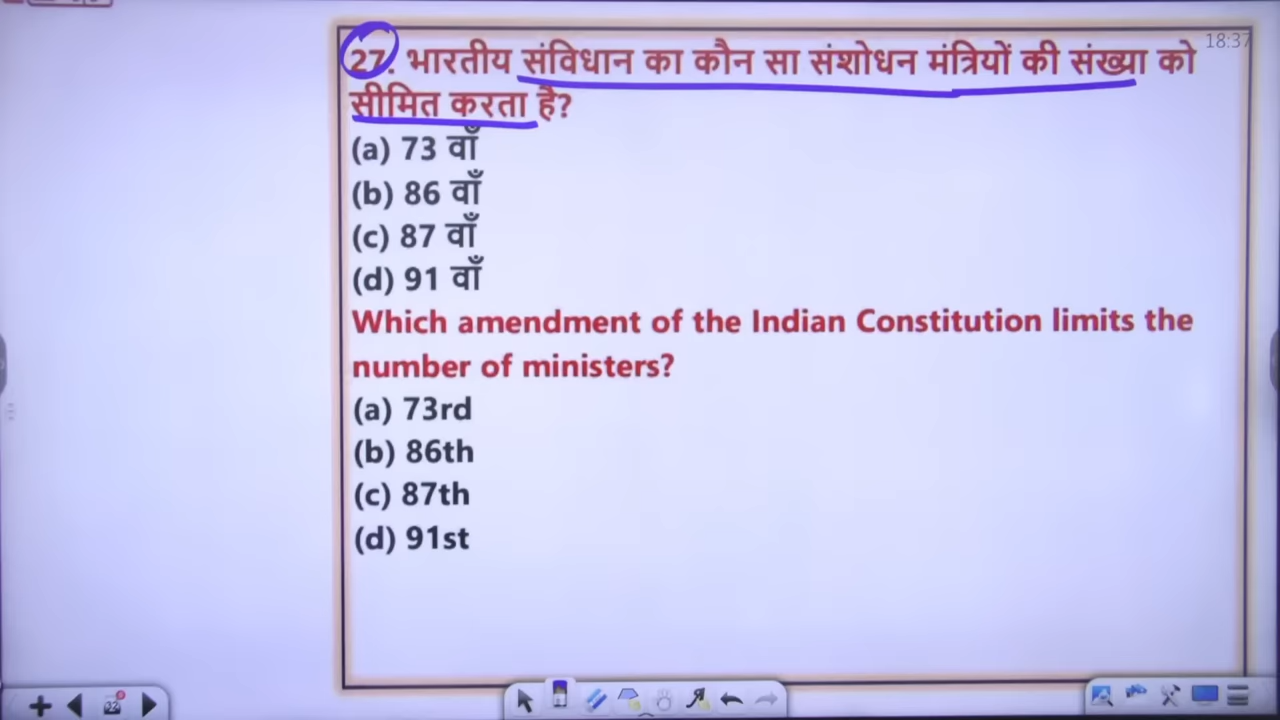 18:37
27. भारतीय संविधान का कौन सा संशोधन मंत्रियों की संख्या को
सीमित करता है?
(a) 73 वाँ
(b) 86 वाँ
(c) 87 वाँ
(d) 91 वाँ
Which amendment of the Indian Constitution limits the
number of ministers?
(a) 73rd
(b) 86th
(c) 87th
(d) 91st
22